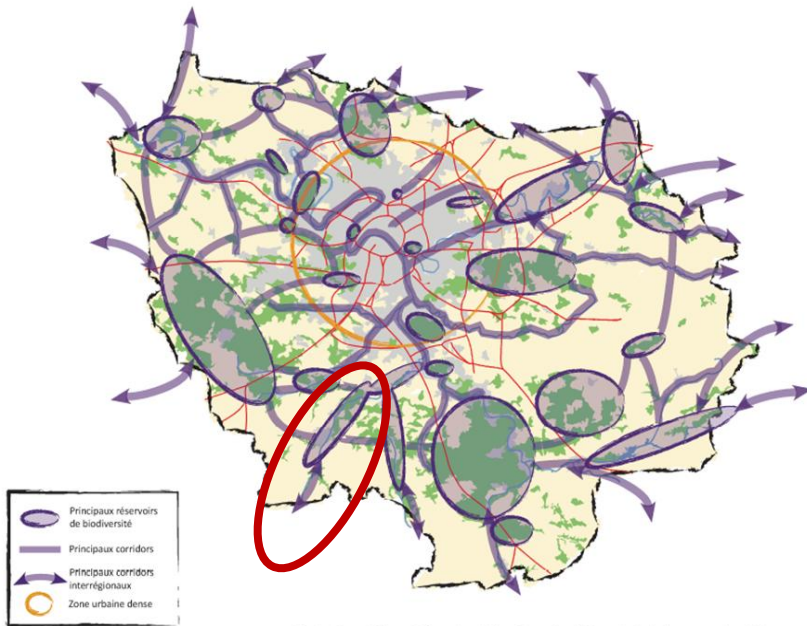 Principaux réservoirs
de biodiversité
Principaux corridors
Principaux corridors
interrégionaux
Zone urbaine dense